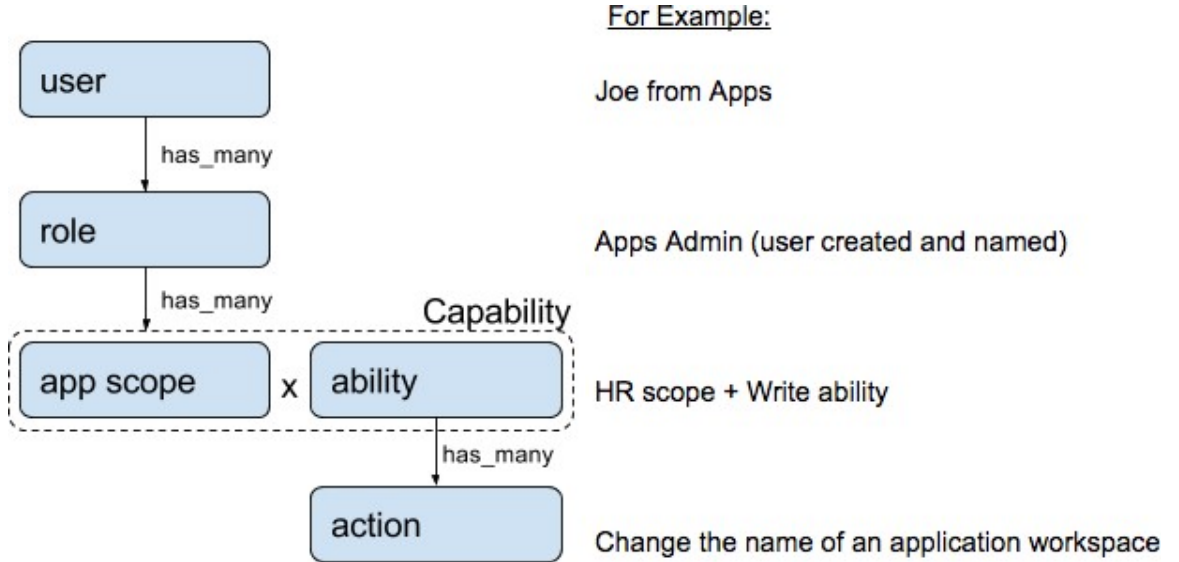 For Example:
user
Joe from Apps
has_many
role
Apps Admin (user created and named)
has_many
Capability
app scope x ability
HR scope + Write ability
has_many
action
Change the name of an application workspace